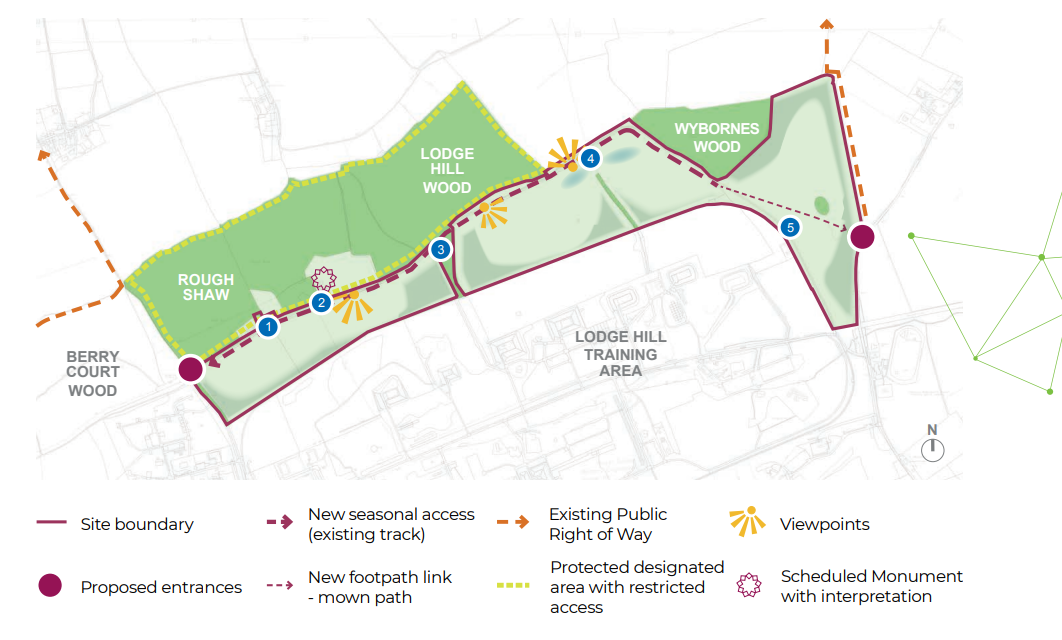 WYBORNES
WOOD
LODGE
HILL
WOOD
4
5
3
ROUGH
SHAW
2
1
LODGE HILL
TRAINING
AREA
BERRY
COURT
WOOD
N
Site boundary
New seasonal access
(existing track)
Existing Public
Right of Way
Viewpoints
Proposed entrances
New footpath link
- mown path
Protected designated
area with restricted
access
Scheduled Monument
with interpretation